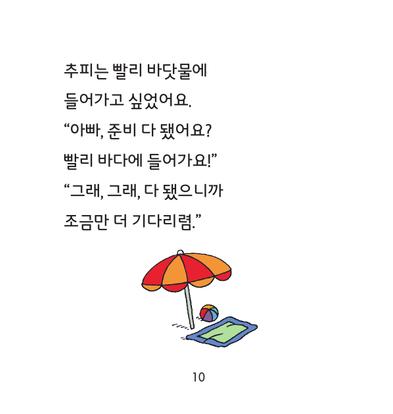 추피는 빨리 바닷물에
들어가고 싶었어요.
“아빠, 준비 다 됐어요?
빨리 바다에 들어가요!”
“그래, 그래, 다 됐으니까
조금만 더 기다리렴.”
10